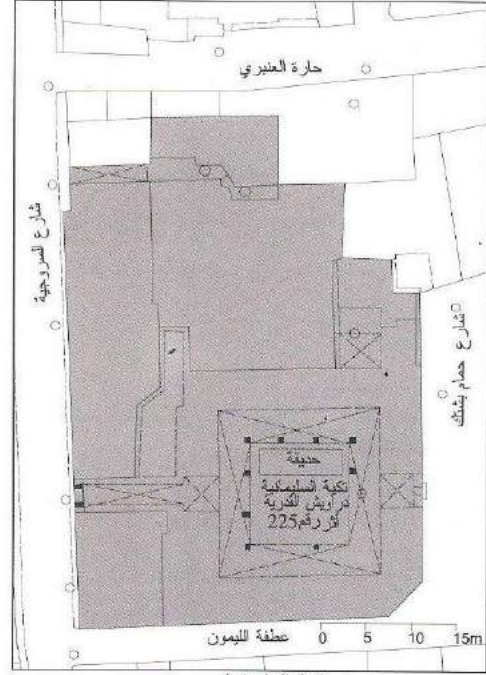 حارة العنبري
شارع السروجية
شارع حمام بشتك
حديقة
تكية السليمانية
دراويش القدرية
أثر رقم 225
عطفة الليمون
0 5 10 15m